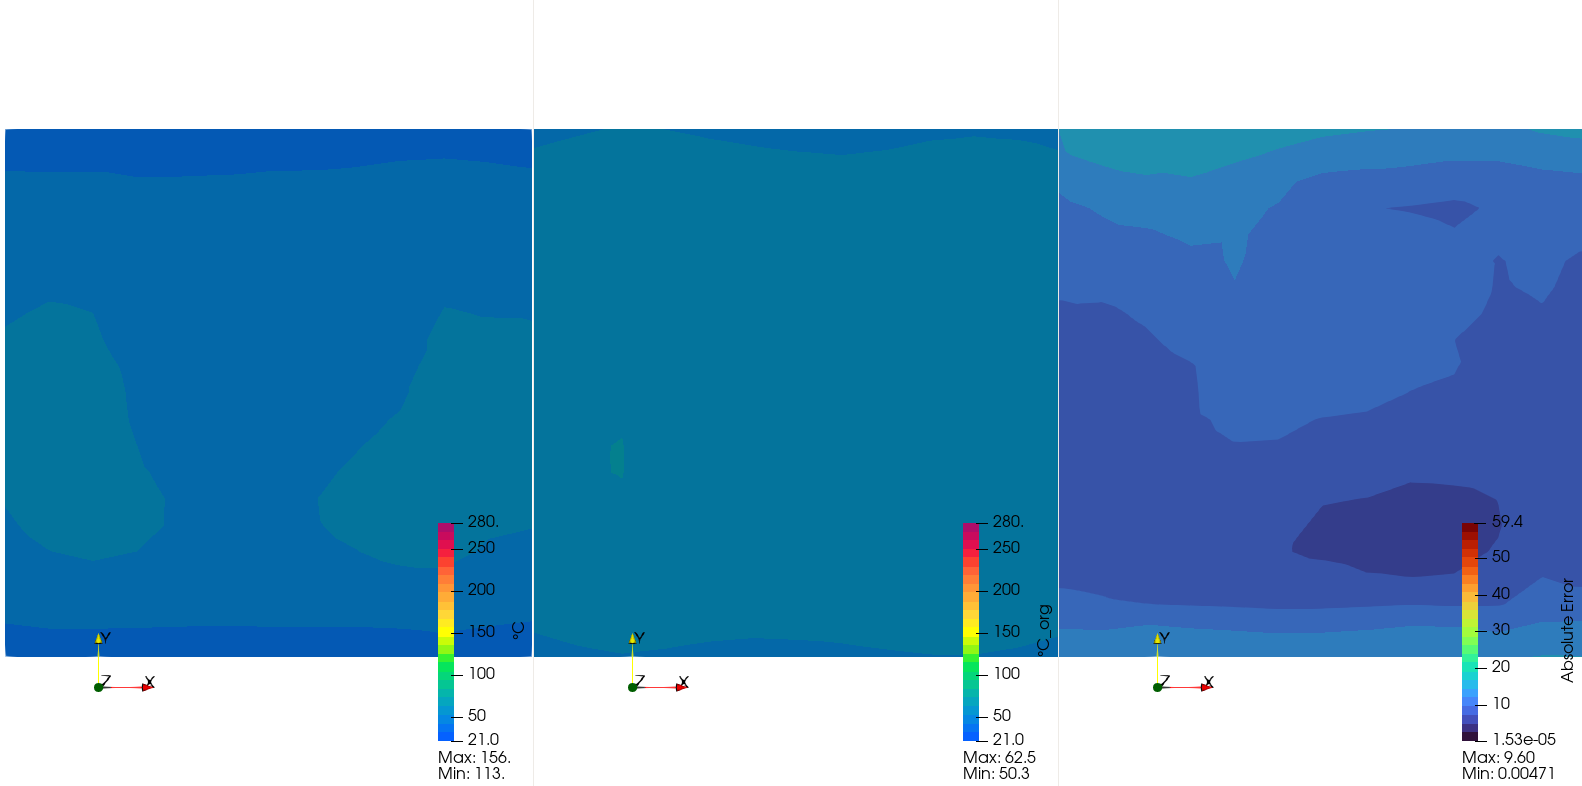 280.
250
200
150
100
50
21.0
°C
Max: 156.
Min: 113.
Y
Z
X
280.
250
200
150
100
50
21.0
°C_org
Max: 62.5
Min: 50.3
Y
Z
X
59.4
50
40
30
20
10
1.53e-05
Absolute Error
Max: 9.60
Min: 0.00471
Y
Z
X